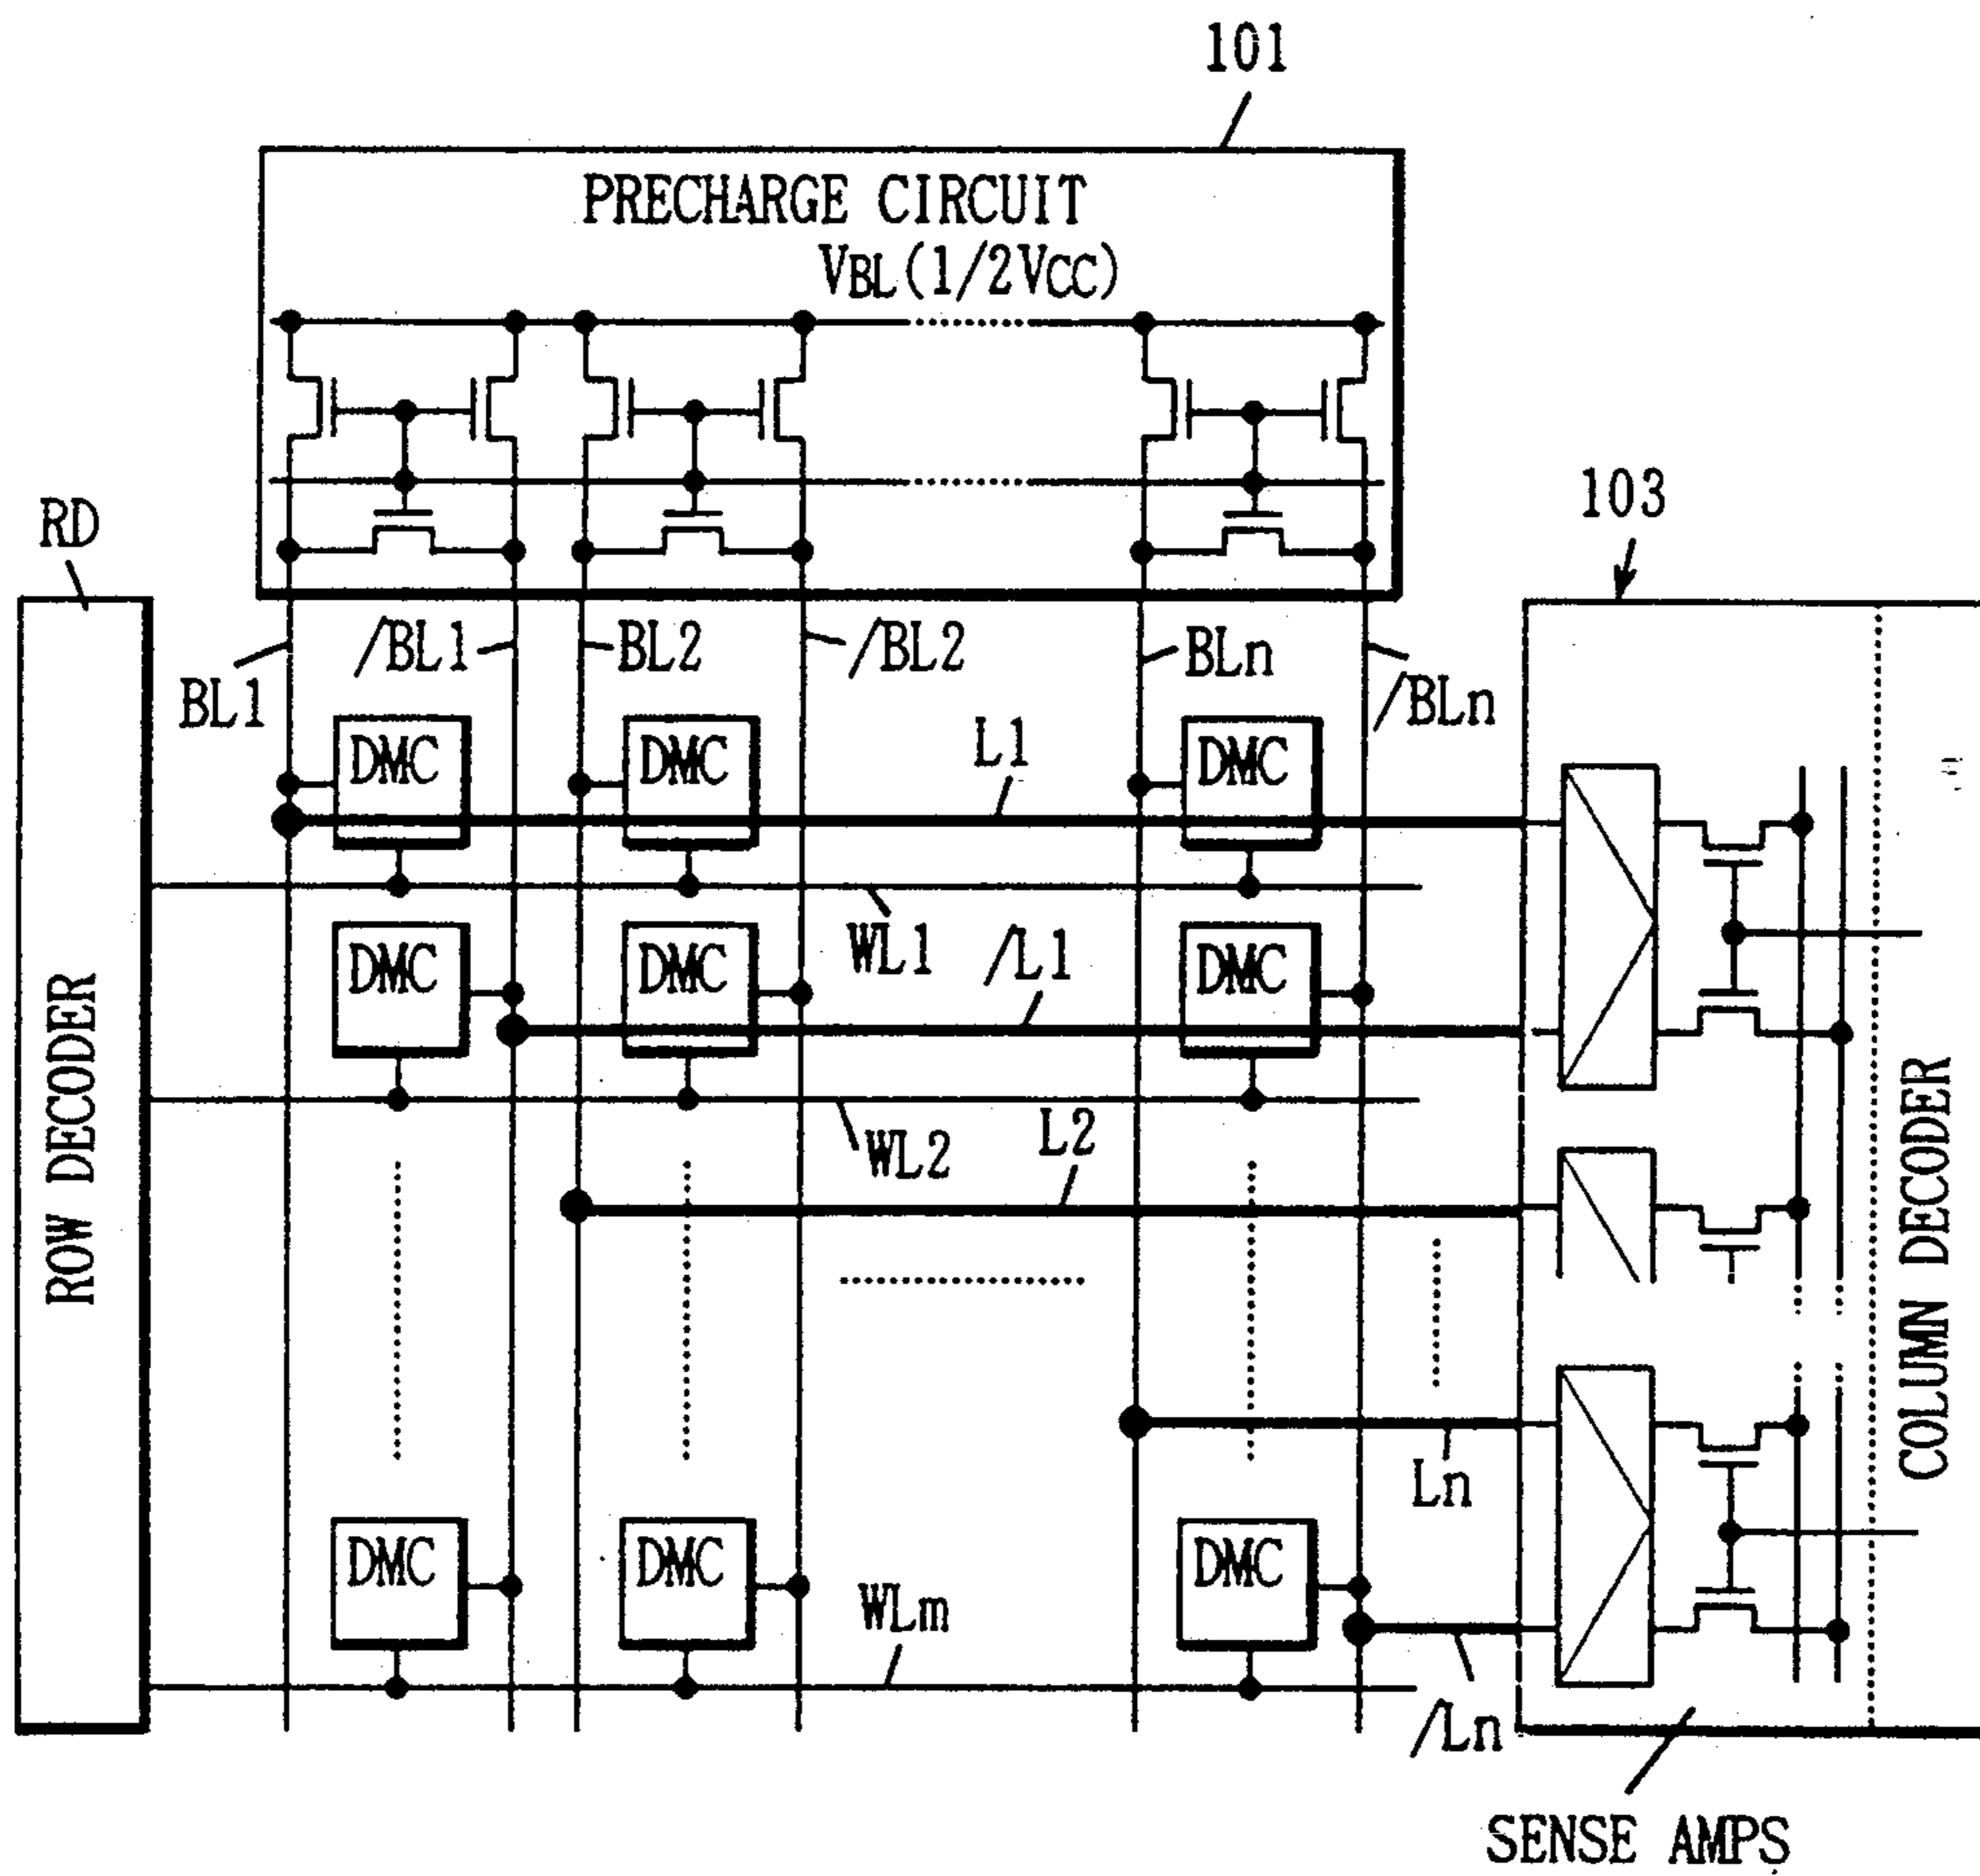 101
PRECHARGE CIRCUIT
VBL(1/2VCC)
RD
103
BL1
/BL1
BL2
/BL2
BLn
/BLn
DMC
DMC
DMC
L1
WL1
DMC
DMC
DMC
/L1
WL2
L2
ROW DECODER
COLUMN DECODER
Ln
DMC
DMC
DMC
WLm
/Ln
SENSE AMPS